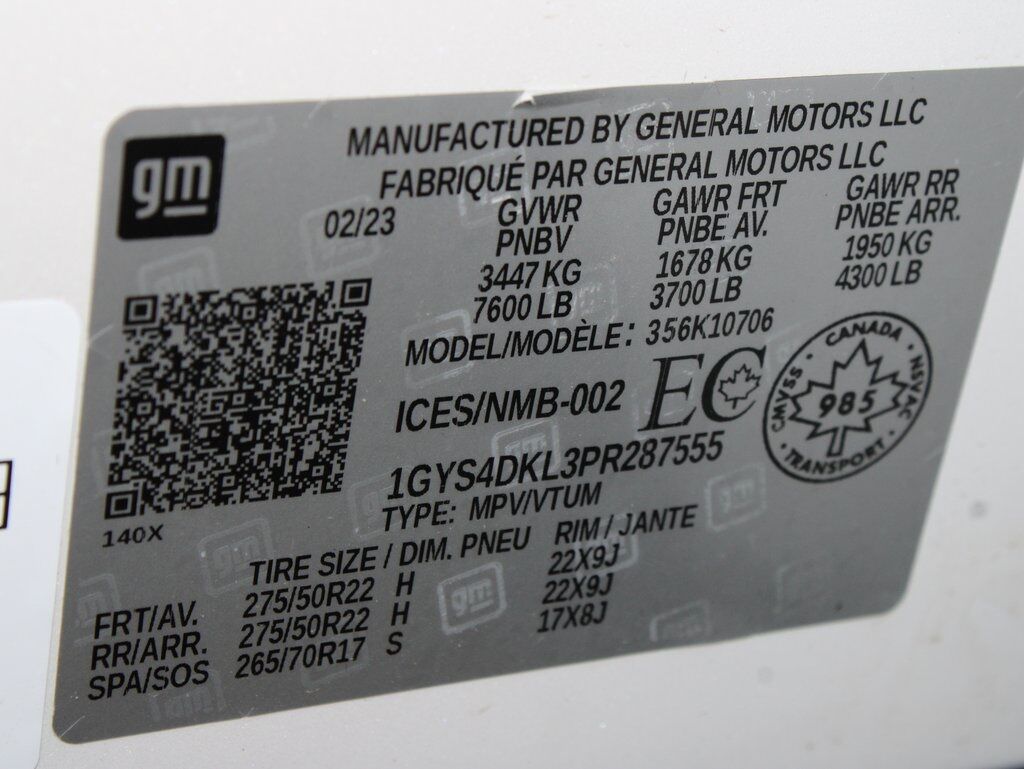 gm
MANUFACTURED BY GENERAL MOTORS LLC
FABRIQUÉ PAR GENERAL MOTORS LLC
02/23 GVWR GAWR FRT GAWR RR
PNBV PNBE AV. PNBE ARR.
3447 KG 1678 KG 1950 KG
7600 LB 3700 LB 4300 LB
MODEL/MODÈLE: 356K10706
ICES/NMB-002 EC
CANADA
CMVSS 985 NSVAC
TRANSPORT
1GYS4DKL3PR287555
TYPE: MPV/VTUM
140X
TIRE SIZE / DIM. PNEU RIM / JANTE
FRT/AV. 275/50R22 H 22X9J
RR/ARR. 275/50R22 H 22X9J
SPA/SOS 265/70R17 S 17X8J